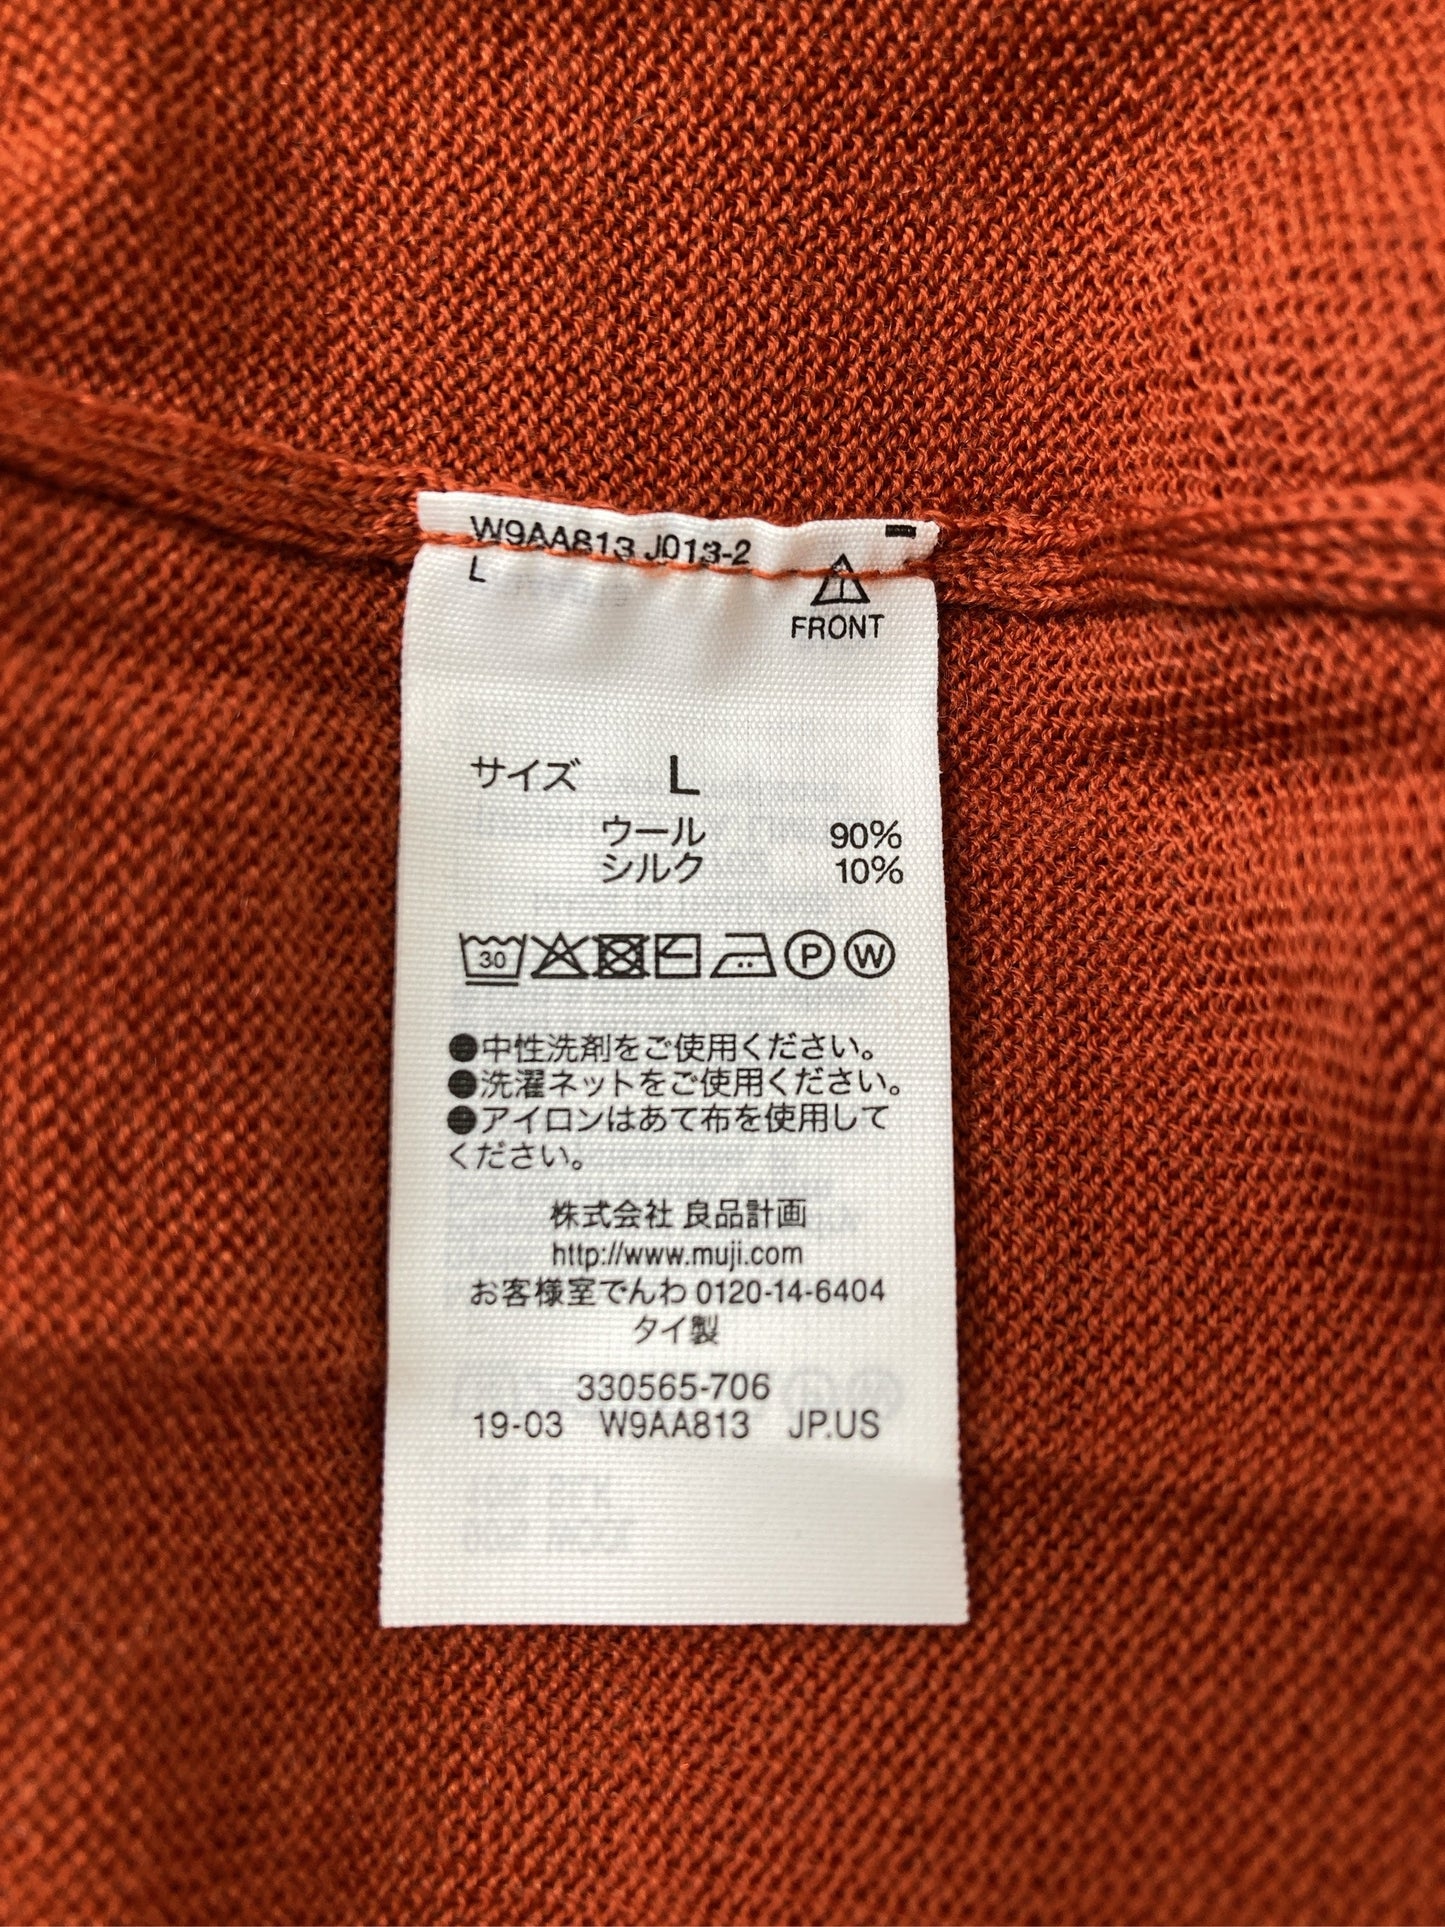 W9AA813 J013-2
L
FRONT
サイズ L
ウール 90%
シルク 10%
30 P W
●中性洗剤をご使用ください。
●洗濯ネットをご使用ください。
●アイロンはあて布を使用して
ください。
株式会社 良品計画
http://www.muji.com
お客様室でんわ 0120-14-6404
タイ製
330565-706
19-03 W9AA813 JP.US